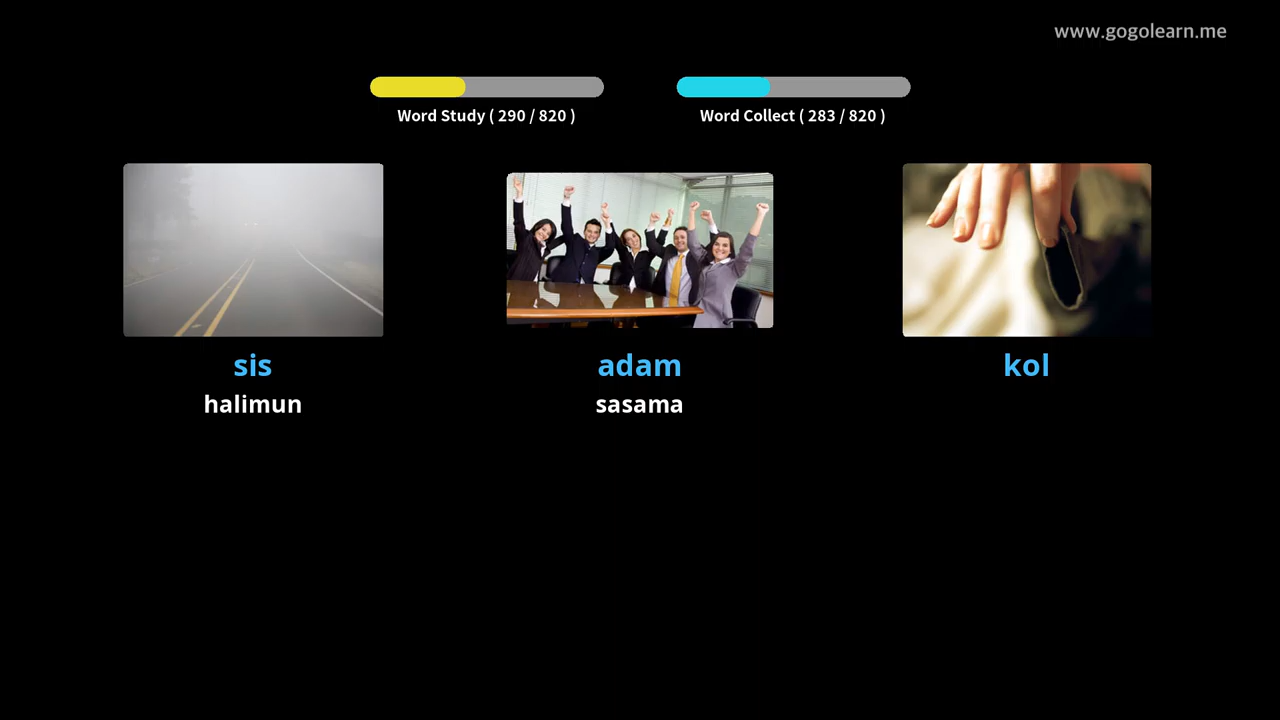 www.gogolearn.me
Word Study ( 290 / 820 )
Word Collect ( 283 / 820 )
sis
halimun
adam
sasama
kol